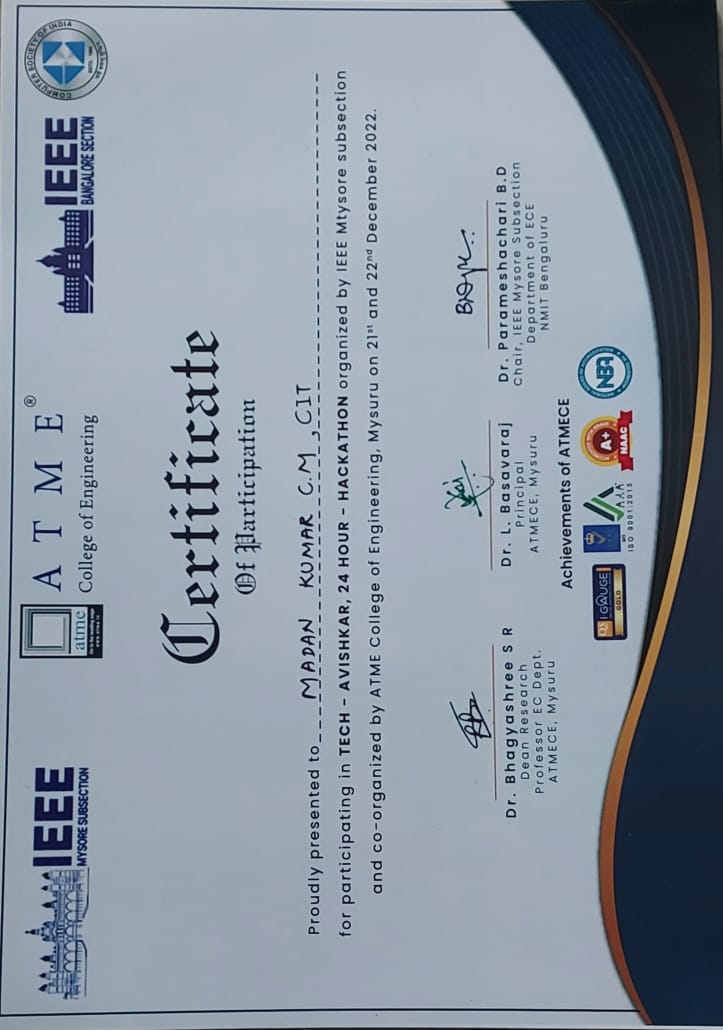 IEEE
MYSORE SUBSECTION
atme
A T M E ®
College of Engineering
IEEE
BANGALORE SECTION
COMPUTER SOCIETY OF INDIA
Certificate
Of Participation
Proudly presented to MADAN KUMAR C.M , CIT
for participating in TECH - AVISHKAR, 24 HOUR - HACKATHON organized by IEEE Mtysore subsection
and co-organized by ATME College of Engineering, Mysuru on 21st and 22nd December 2022.
Dr. Bhagyashree S R
Dean Research
Professor EC Dept.
ATMECE, Mysuru
Dr. L. Basavaraj
Principal
ATMECE, Mysuru
Dr. Parameshachari B.D
Chair, IEEE Mysore Subsection
Department of ECE
NMIT Bengaluru
Achievements of ATMECE
QS IGAUGE
GOLD
ISO 9001:2015
A+
NAAC
NBA